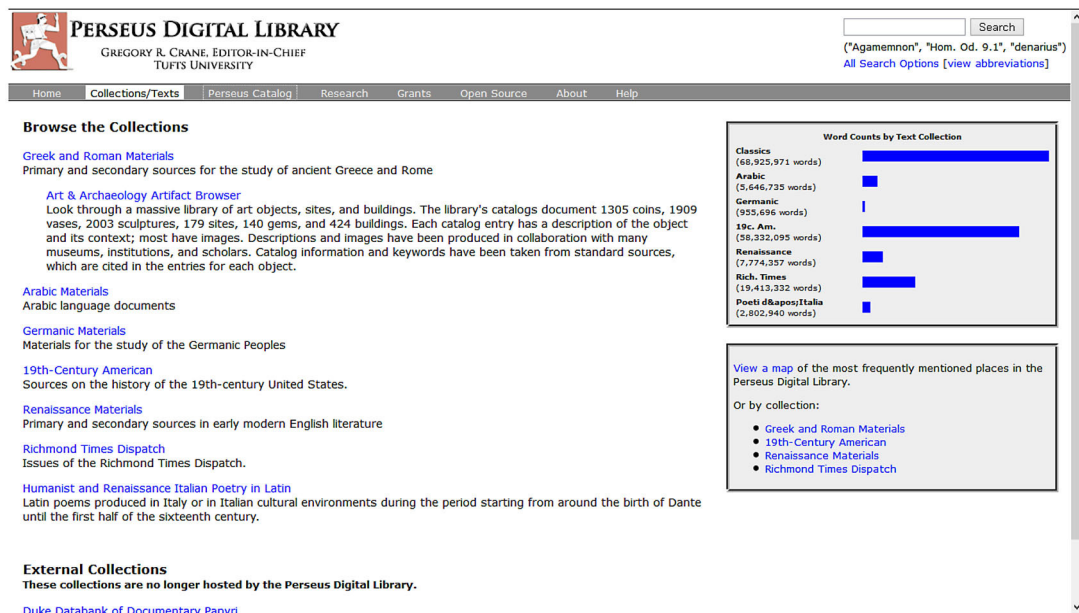 PERSEUS DIGITAL LIBRARY
GREGORY R. CRANE, EDITOR-IN-CHIEF
TUFTS UNIVERSITY
Search
("Agamemnon", "Hom. Od. 9.1", "denarius")
All Search Options [view abbreviations]
Home Collections/Texts Perseus Catalog Research Grants Open Source About Help
Browse the Collections
Greek and Roman Materials
Primary and secondary sources for the study of ancient Greece and Rome
Art & Archaeology Artifact Browser
Look through a massive library of art objects, sites, and buildings. The library's catalogs document 1305 coins, 1909
vases, 2003 sculptures, 179 sites, 140 gems, and 424 buildings. Each catalog entry has a description of the object
and its context; most have images. Descriptions and images have been produced in collaboration with many
museums, institutions, and scholars. Catalog information and keywords have been taken from standard sources,
which are cited in the entries for each object.
Arabic Materials
Arabic language documents
Germanic Materials
Materials for the study of the Germanic Peoples
19th-Century American
Sources on the history of the 19th-century United States.
Renaissance Materials
Primary and secondary sources in early modern English literature
Richmond Times Dispatch
Issues of the Richmond Times Dispatch.
Humanist and Renaissance Italian Poetry in Latin
Latin poems produced in Italy or in Italian cultural environments during the period starting from around the birth of Dante
until the first half of the sixteenth century.
External Collections
These collections are no longer hosted by the Perseus Digital Library.
Duke Databank of Documentary Papyri
Word Counts by Text Collection
Classics
(68,925,971 words)
Arabic
(5,646,735 words)
Germanic
(955,696 words)
19c. Am.
(58,332,095 words)
Renaissance
(7,774,357 words)
Rich. Times
(19,413,332 words)
Poeti d&apos;Italia
(2,802,940 words)
View a map of the most frequently mentioned places in the
Perseus Digital Library.
Or by collection:
Greek and Roman Materials
19th-Century American
Renaissance Materials
Richmond Times Dispatch